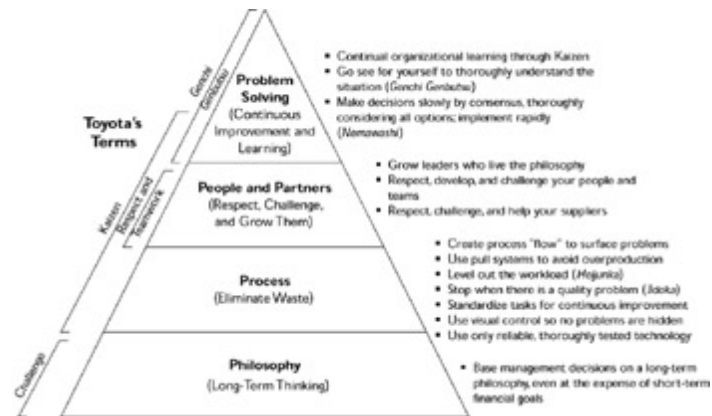 Toyota's
Terms
Genchi
Genbutsu
Kaizen
Respect and
Teamwork
Challenge
Problem
Solving
(Continuous
Improvement and
Learning)
People and Partners
(Respect, Challenge,
and Grow Them)
Process
(Eliminate Waste)
Philosophy
(Long-Term Thinking)
▪ Continual organizational learning through Kaizen
▪ Go see for yourself to thoroughly understand the
situation (Genchi Genbutsu)
▪ Make decisions slowly by consensus, thoroughly
considering all options; implement rapidly
(Nemawashi)
▪ Grow leaders who live the philosophy
▪ Respect, develop, and challenge your people and
teams
▪ Respect, challenge, and help your suppliers
▪ Create process "flow" to surface problems
▪ Use pull systems to avoid overproduction
▪ Level out the workload (Heijunka)
▪ Stop when there is a quality problem (Jidoka)
▪ Standardize tasks for continuous improvement
▪ Use visual control so no problems are hidden
▪ Use only reliable, thoroughly tested technology
▪ Base management decisions on a long-term
philosophy, even at the expense of short-term
financial goals